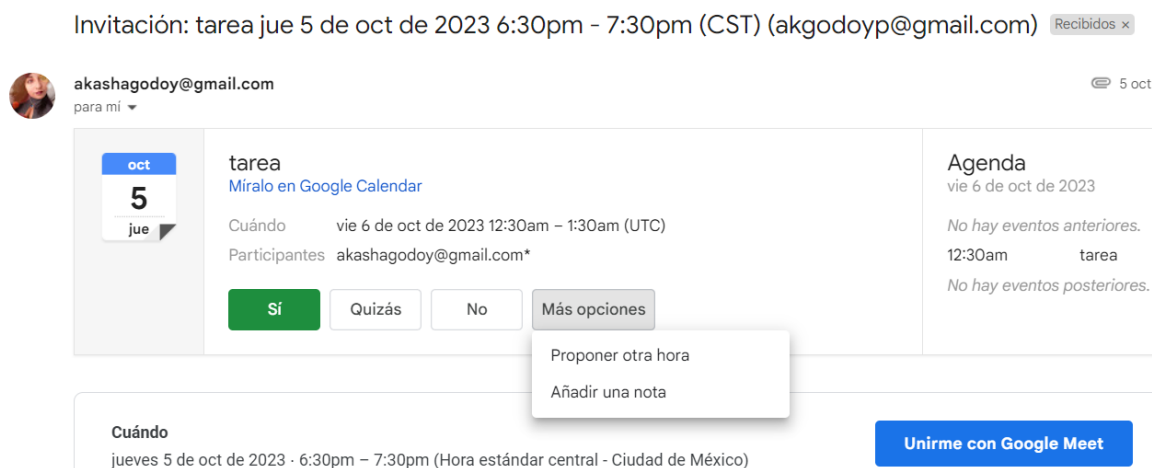 Invitación: tarea jue 5 de oct de 2023 6:30pm - 7:30pm (CST) (akgodoyp@gmail.com) Recibidos ×
akashagodoy@gmail.com
5 oct
para mí
oct
5
jue
tarea
Míralo en Google Calendar
Cuándo vie 6 de oct de 2023 12:30am – 1:30am (UTC)
Participantes akashagodoy@gmail.com*
Sí Quizás No Más opciones
Proponer otra hora
Añadir una nota
Agenda
vie 6 de oct de 2023
No hay eventos anteriores.
12:30am tarea
No hay eventos posteriores.
Cuándo
jueves 5 de oct de 2023 · 6:30pm – 7:30pm (Hora estándar central - Ciudad de México)
Unirme con Google Meet